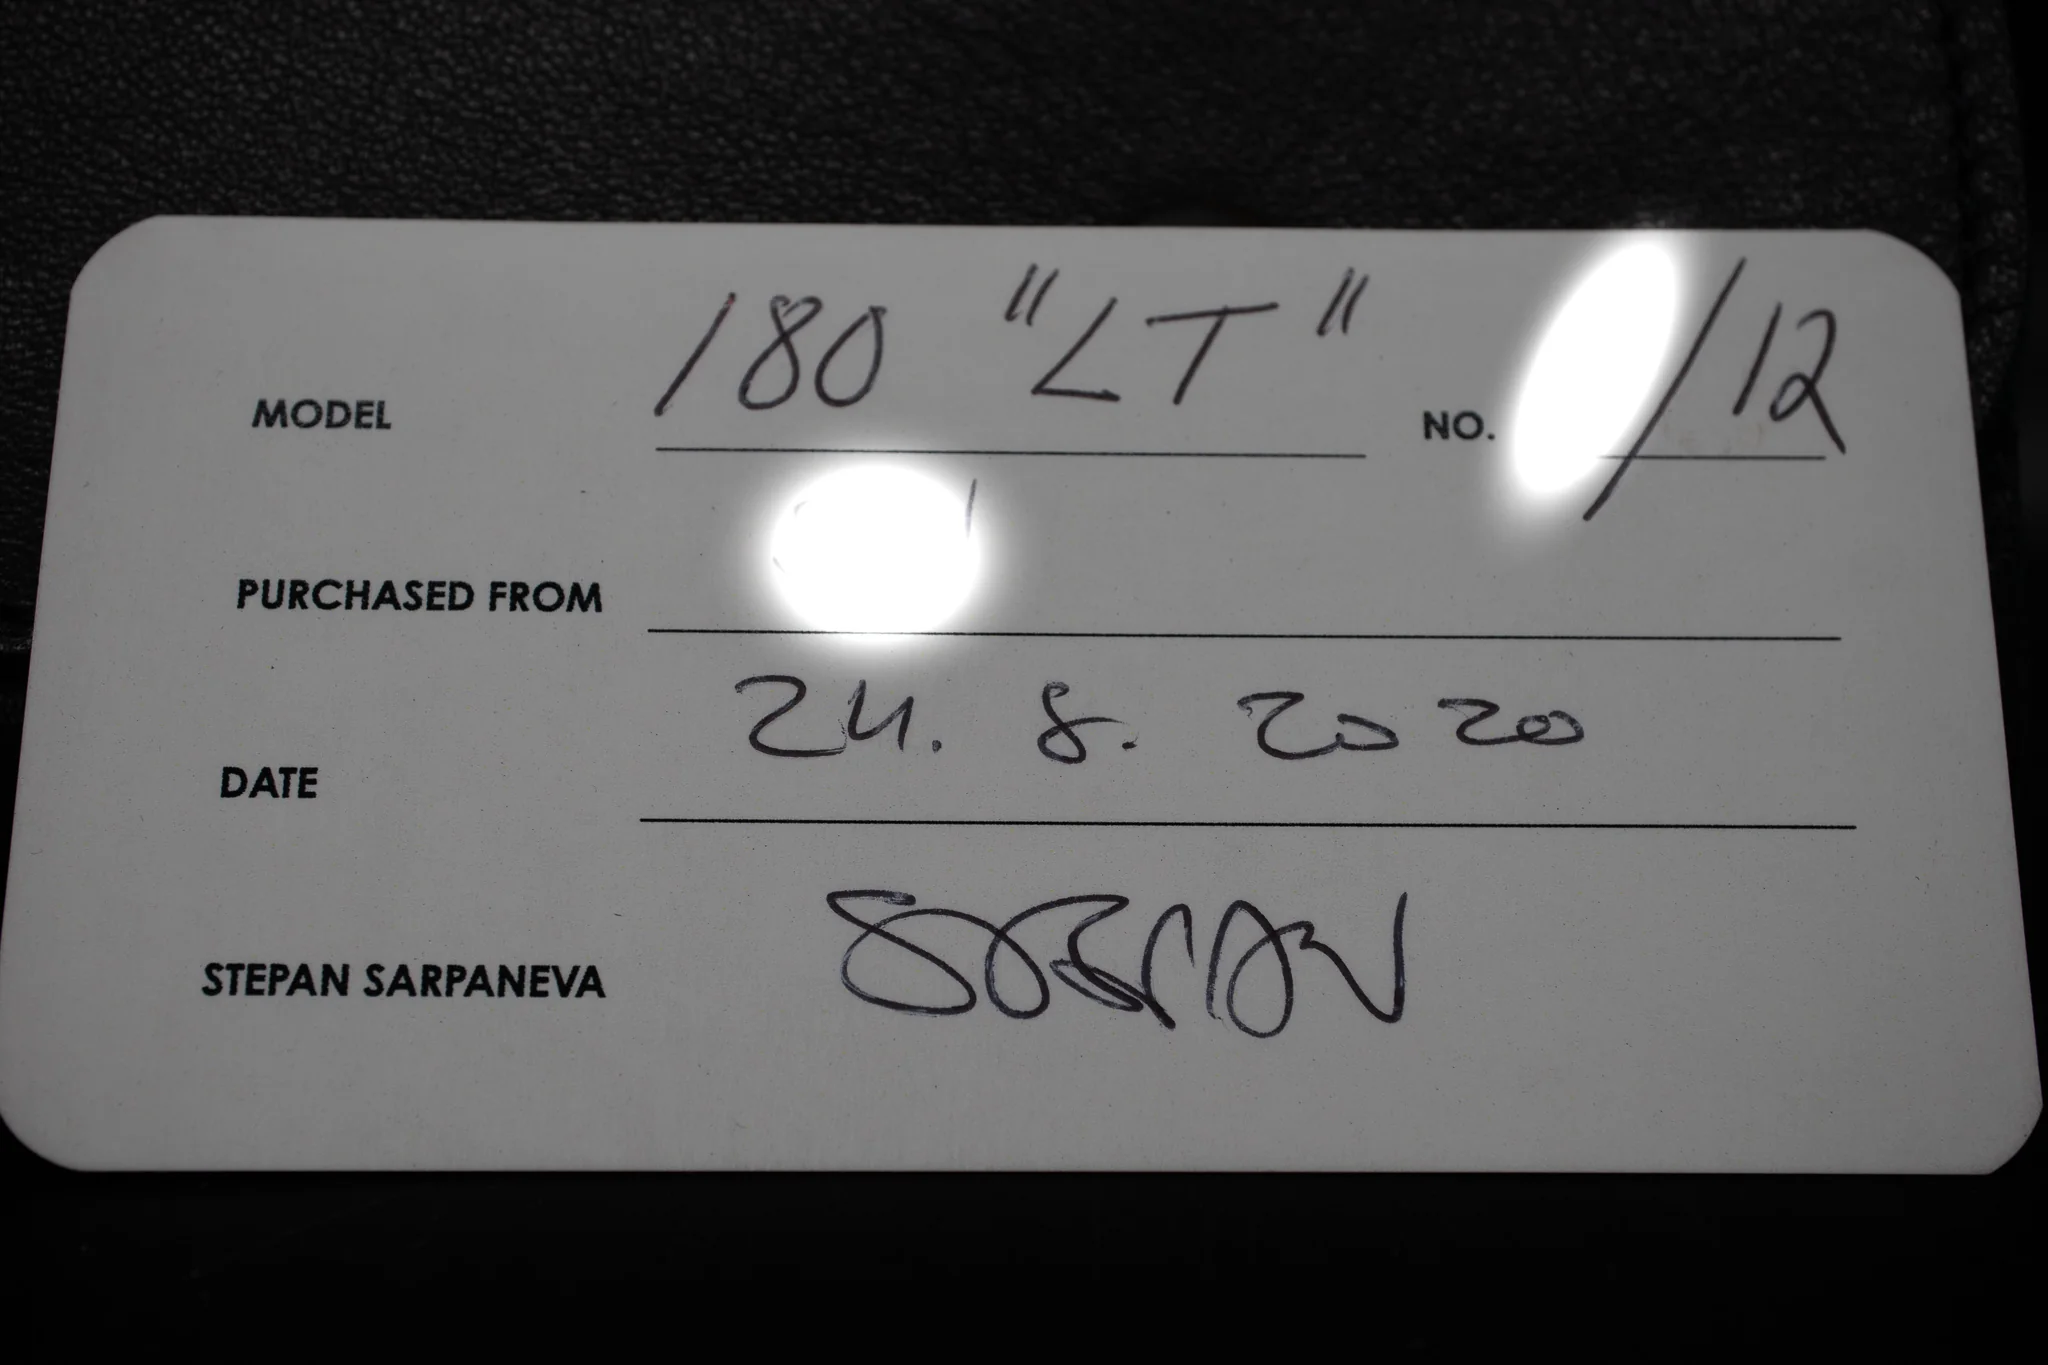 MODEL 180 "LT" NO. /12
PURCHASED FROM
DATE 24. 8. 2020
STEPAN SARPANEVA